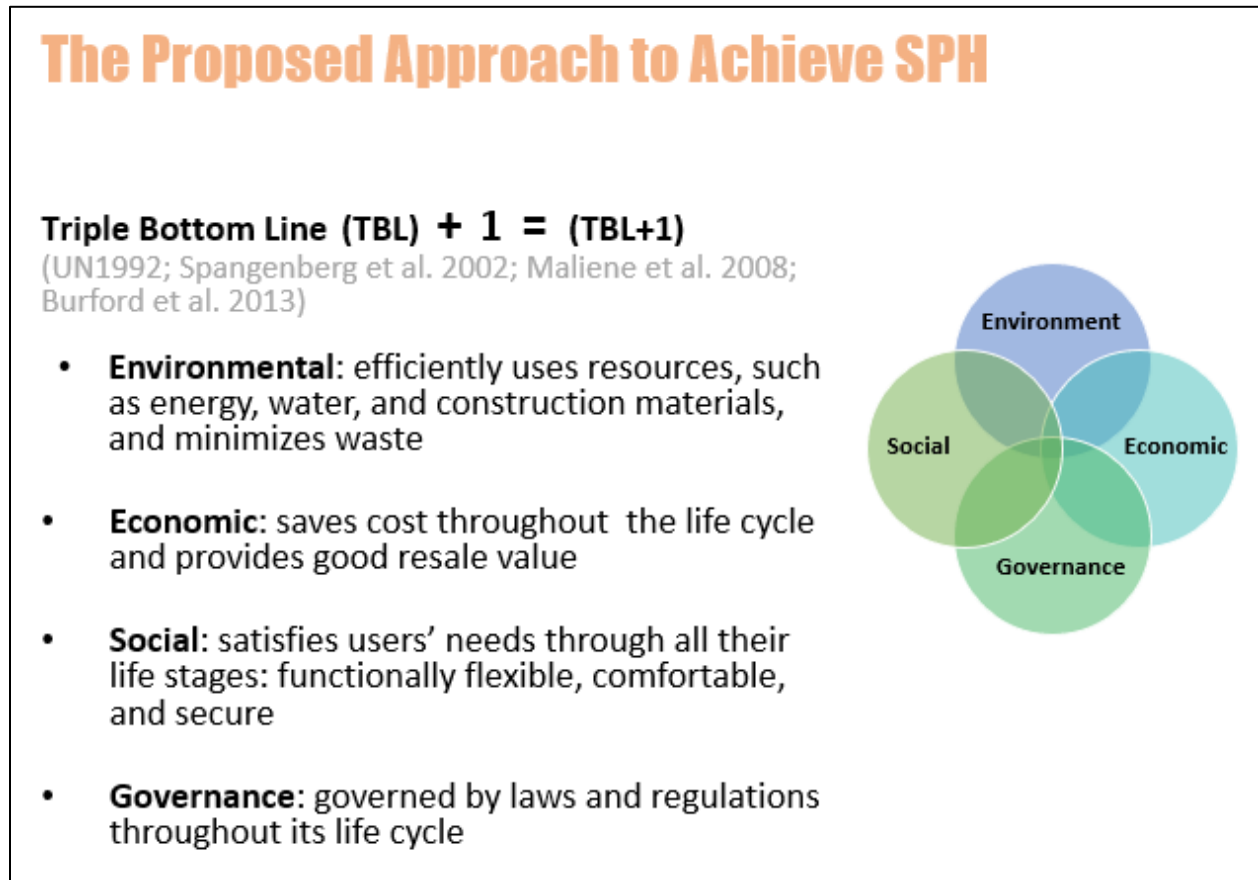 The Proposed Approach to Achieve SPH
Triple Bottom Line (TBL) + 1 = (TBL+1)
(UN1992; Spangenberg et al. 2002; Maliene et al. 2008;
Burford et al. 2013)
• Environmental: efficiently uses resources, such
as energy, water, and construction materials,
and minimizes waste
• Economic: saves cost throughout the life cycle
and provides good resale value
• Social: satisfies users’ needs through all their
life stages: functionally flexible, comfortable,
and secure
• Governance: governed by laws and regulations
throughout its life cycle
Environment
Social
Economic
Governance